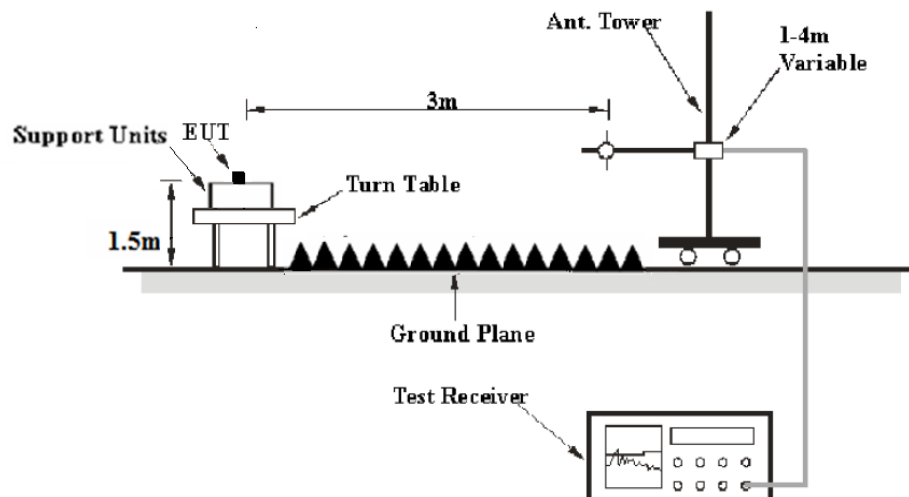 Ant. Tower
1-4m
Variable
3m
Support Units
EUT
Turn Table
1.5m
Ground Plane
Test Receiver